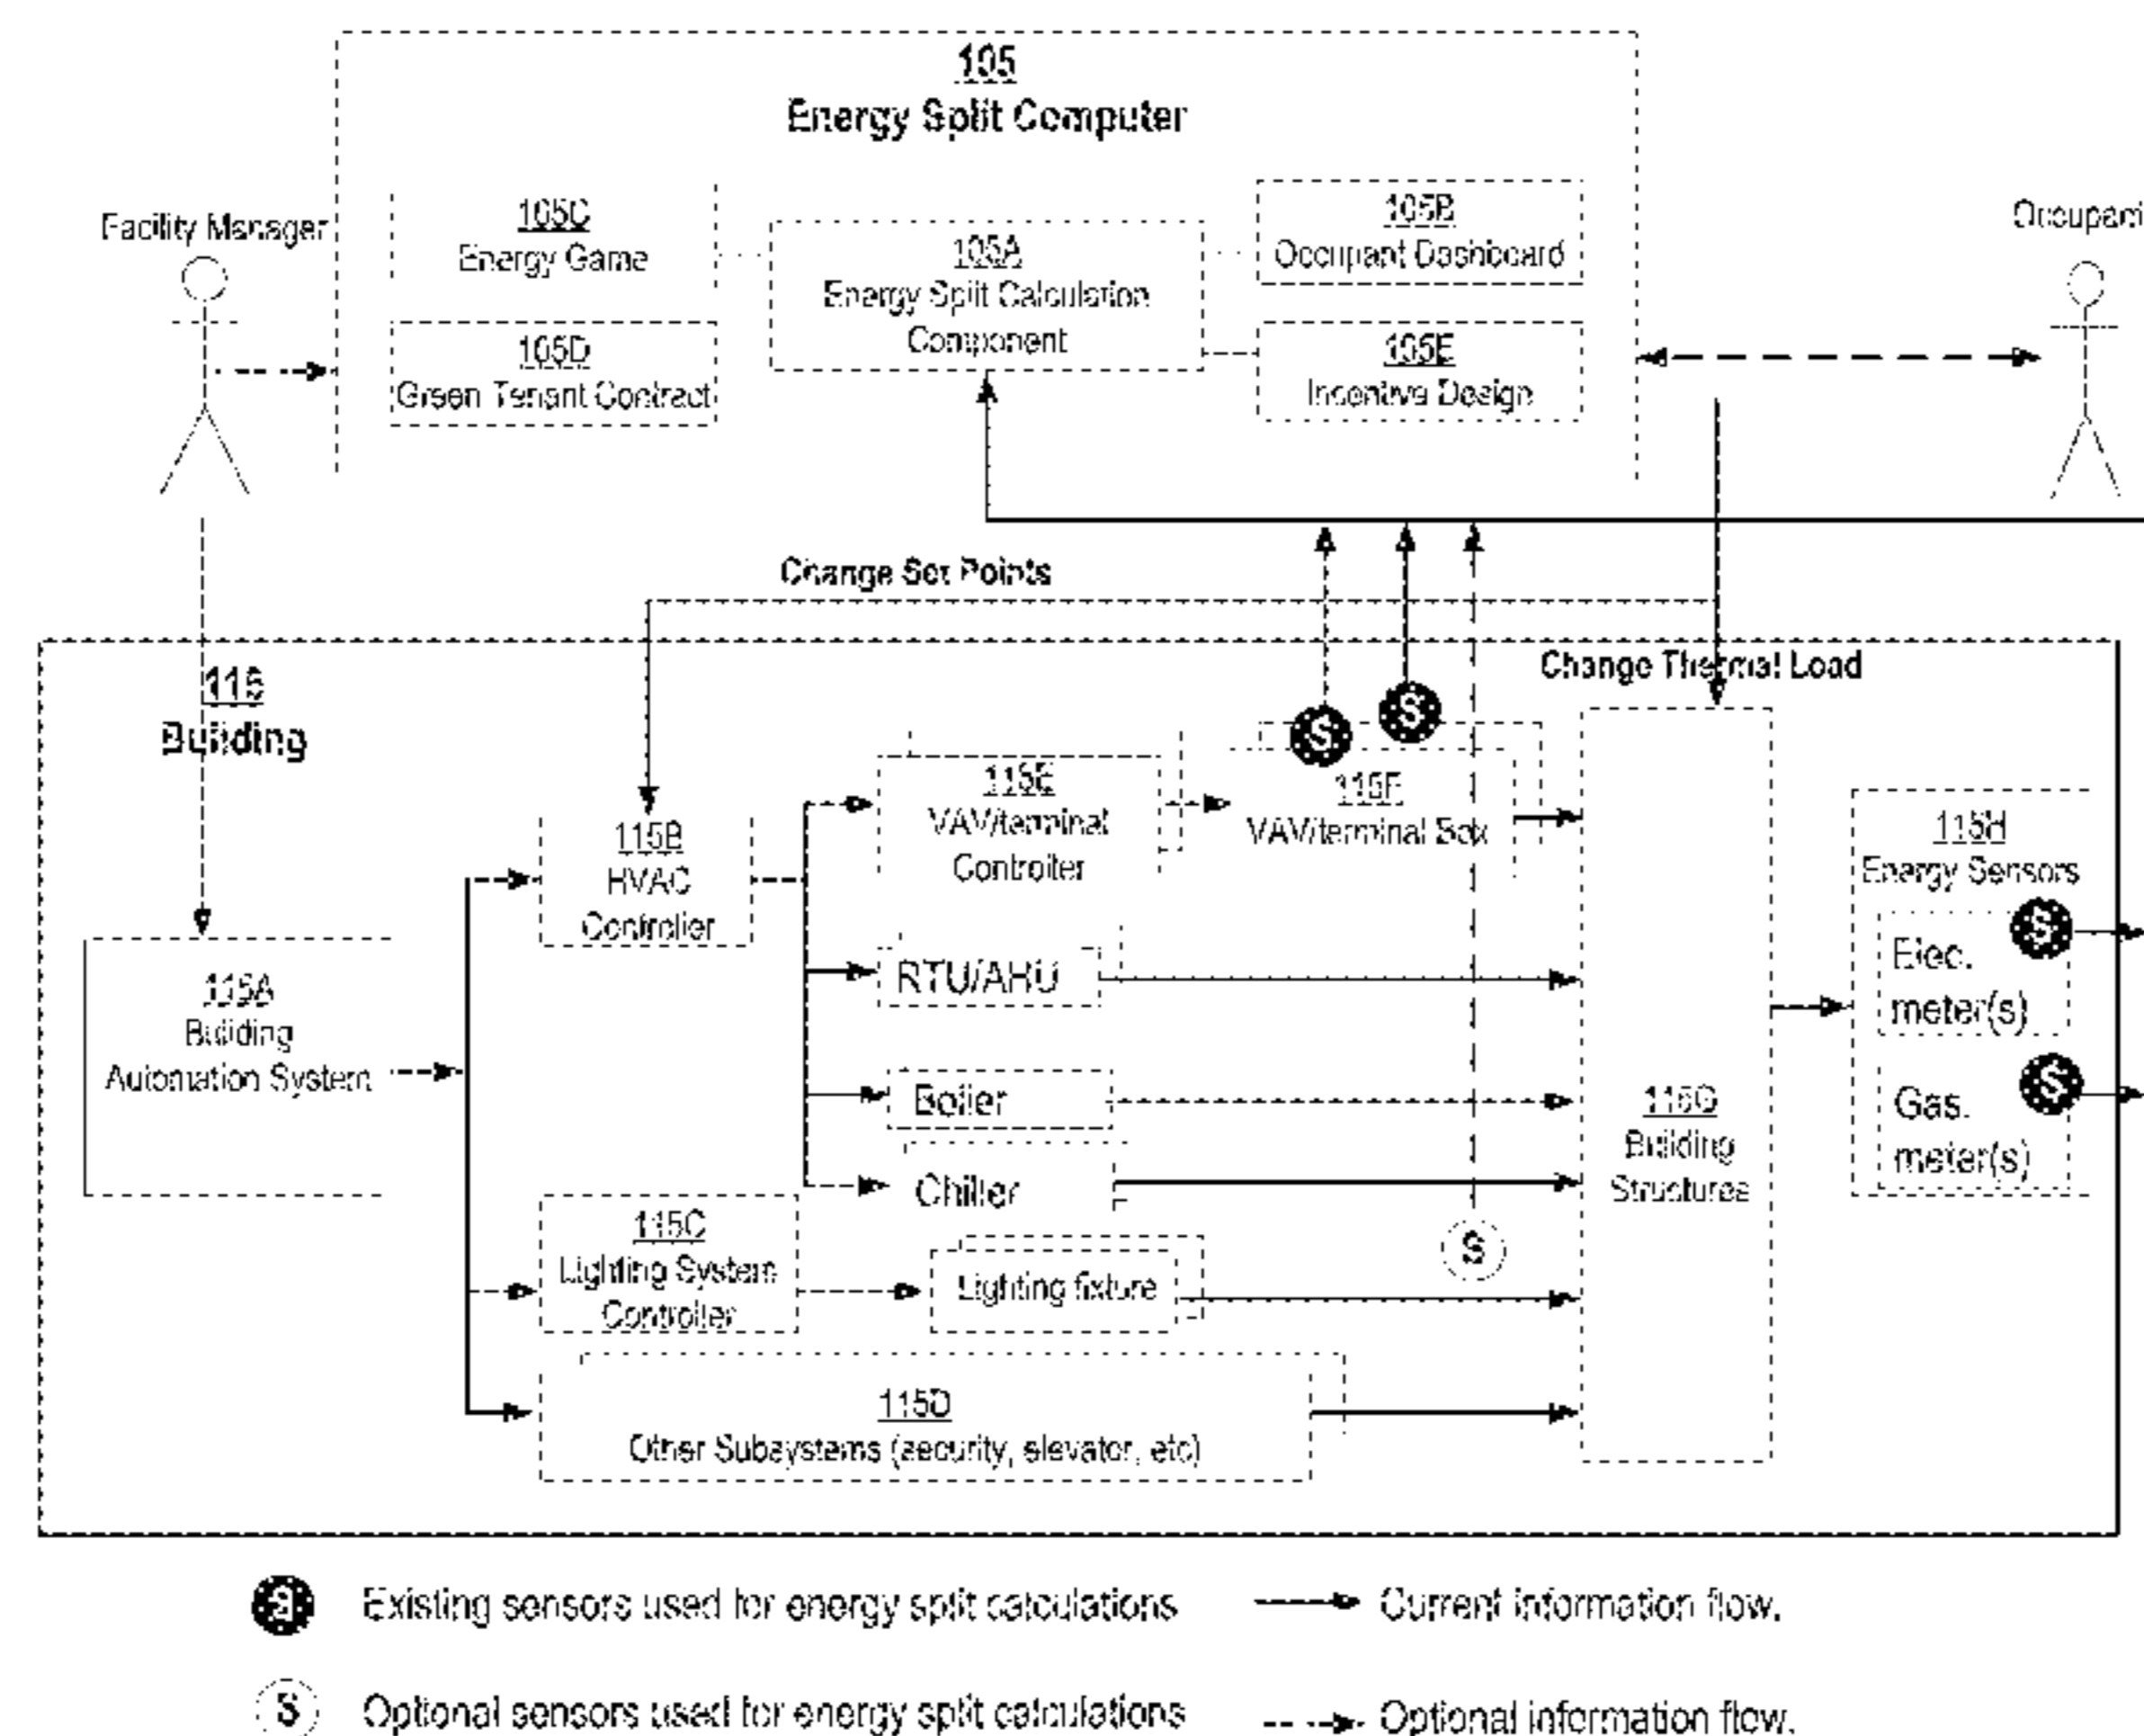 105
Energy Split Computer
Facility Manager
105C
Energy Game
105A
Energy Split Calculation
Component
105B
Occupant Dashboard
Occupant
105D
Green Tenant Contract
105E
Incentive Design
Change Set Points
115
Building
Change Thermal Load
115A
Building
Automation System
115B
HVAC
Controller
115E
VAV/terminal
Controller
S
S
115F
VAV/terminal Box
RTU/AHU
Boiler
Chiller
115C
Lighting System
Controller
Lighting fixture
S
115D
Other Subsystems (security, elevator, etc)
115G
Building
Structures
115H
Energy Sensors
S
Elec.
meter(s)
S
Gas.
meter(s)
S Existing sensors used for energy split calculations
Current information flow.
S Optional sensors used for energy split calculations
Optional information flow.